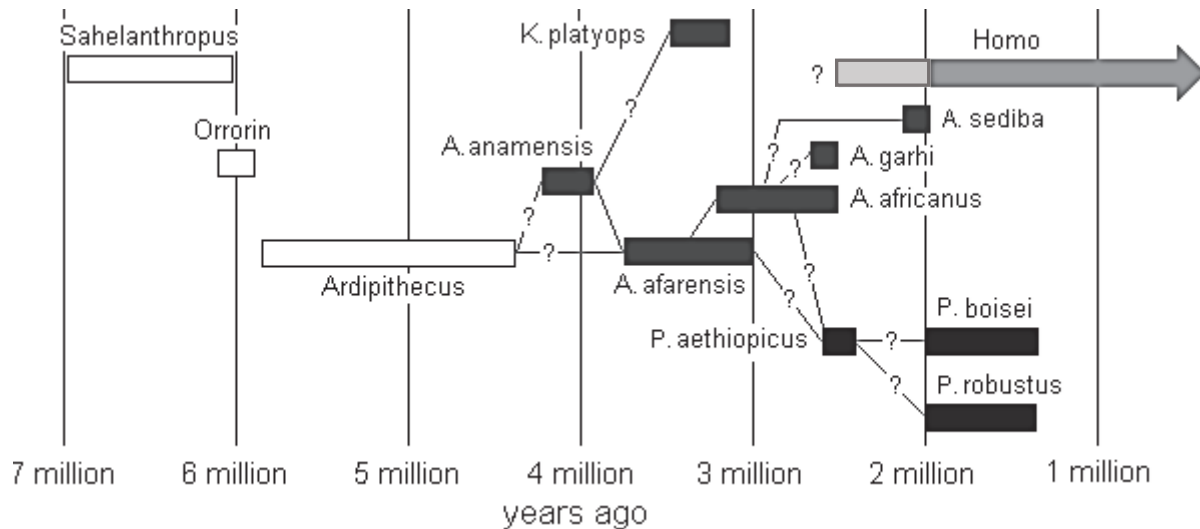 Sahelanthropus
K. platyops
Homo
?
Orrorin
?
A. sediba
A. anamensis
?
?
A. garhi
?
A. africanus
?
Ardipithecus
A. afarensis
?
?
P. aethiopicus
?
P. boisei
?
P. robustus
7 million
6 million
5 million
4 million
3 million
2 million
1 million
years ago